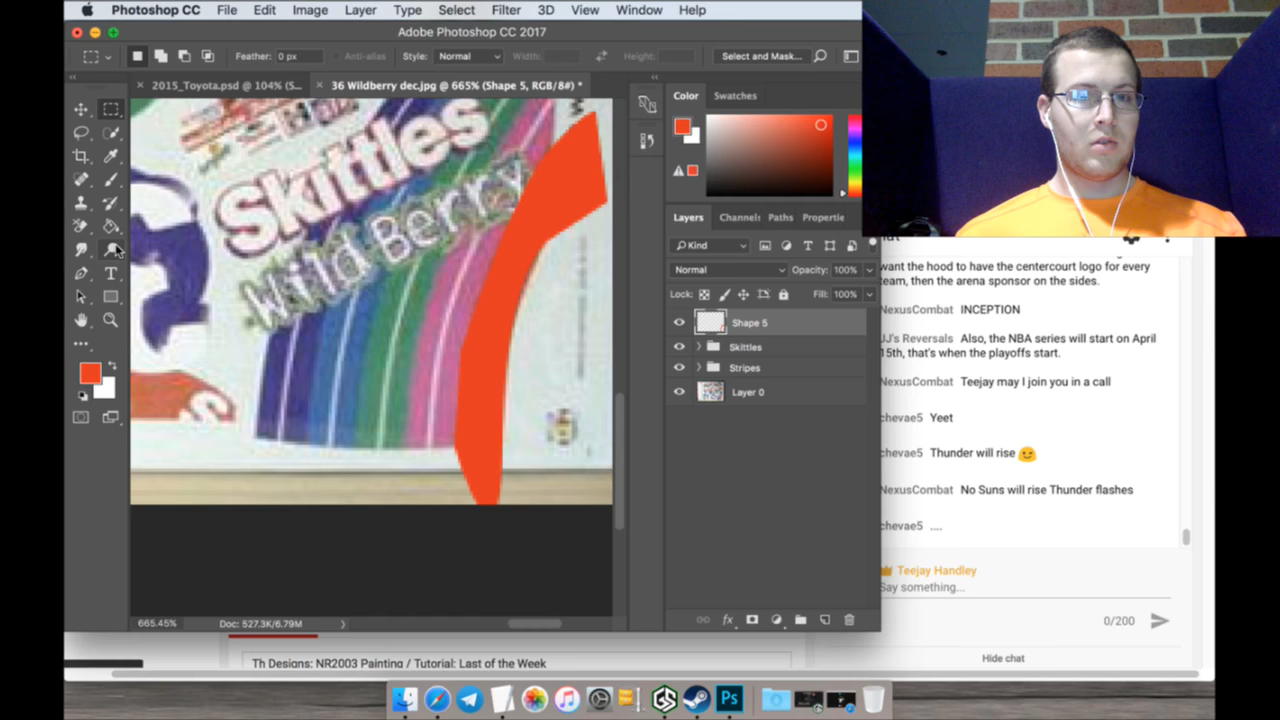 Photoshop CC File Edit Image Layer Type Select Filter 3D View Window Help
Adobe Photoshop CC 2017
Feather: 0 px Anti-alias Style: Normal Width: Height: Select and Mask...
× 2015_Toyota.psd @ 104% (S... × 36 Wildberry dec.jpg @ 665% (Shape 5, RGB/8#) *
Color Swatches
Skittles
Wild Berry
Layers Channel: Paths Propertie
Kind
Normal Opacity: 100%
Lock: Fill: 100%
Shape 5
Skittles
Stripes
Layer 0
665.45% Doc: 527.3K/6.79M
want the hood to have the centercourt logo for every
team, then the arena sponsor on the sides.
NexusCombat INCEPTION
JJ's Reversals Also, the NBA series will start on April
15th, that's when the playoffs start.
NexusCombat Teejay may I join you in a call
chevae5 Yeet
chevae5 Thunder will rise
NexusCombat No Suns will rise Thunder flashes
chevae5 ....
Teejay Handley
Say something...
0/200
Hide chat
Th Designs: NR2003 Painting / Tutorial: Last of the Week
GS
Ps